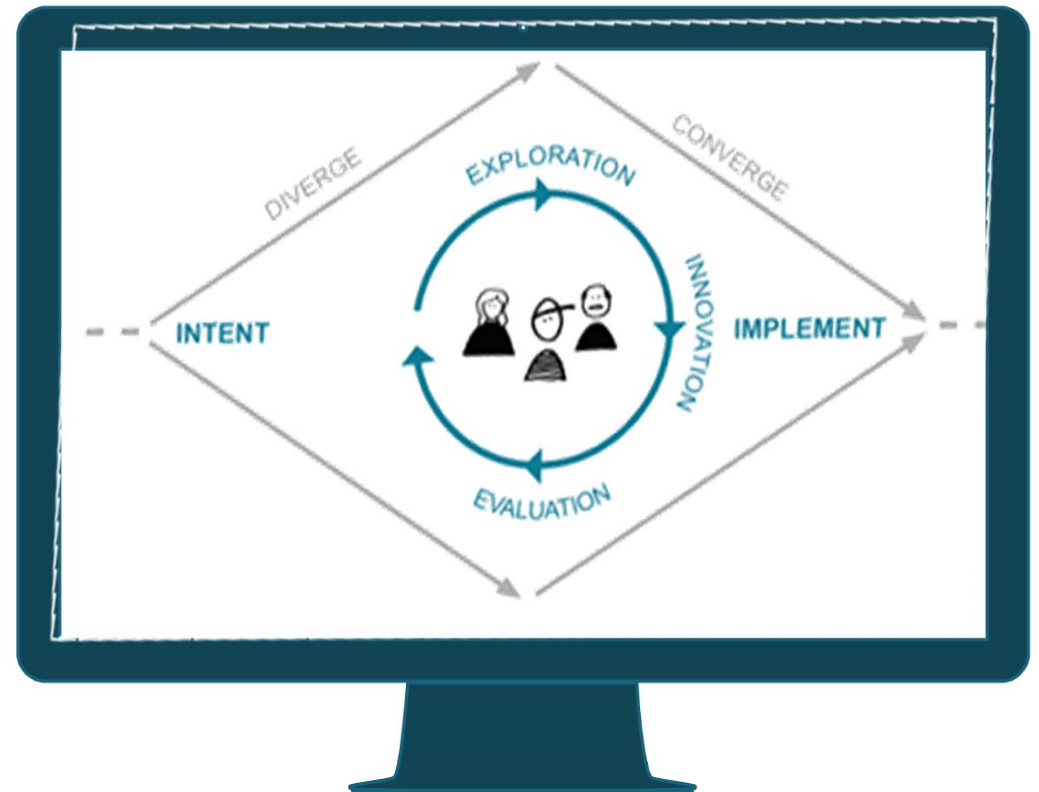 DIVERGE
CONVERGE
EXPLORATION
INTENT
INNOVATION
IMPLEMENT
EVALUATION